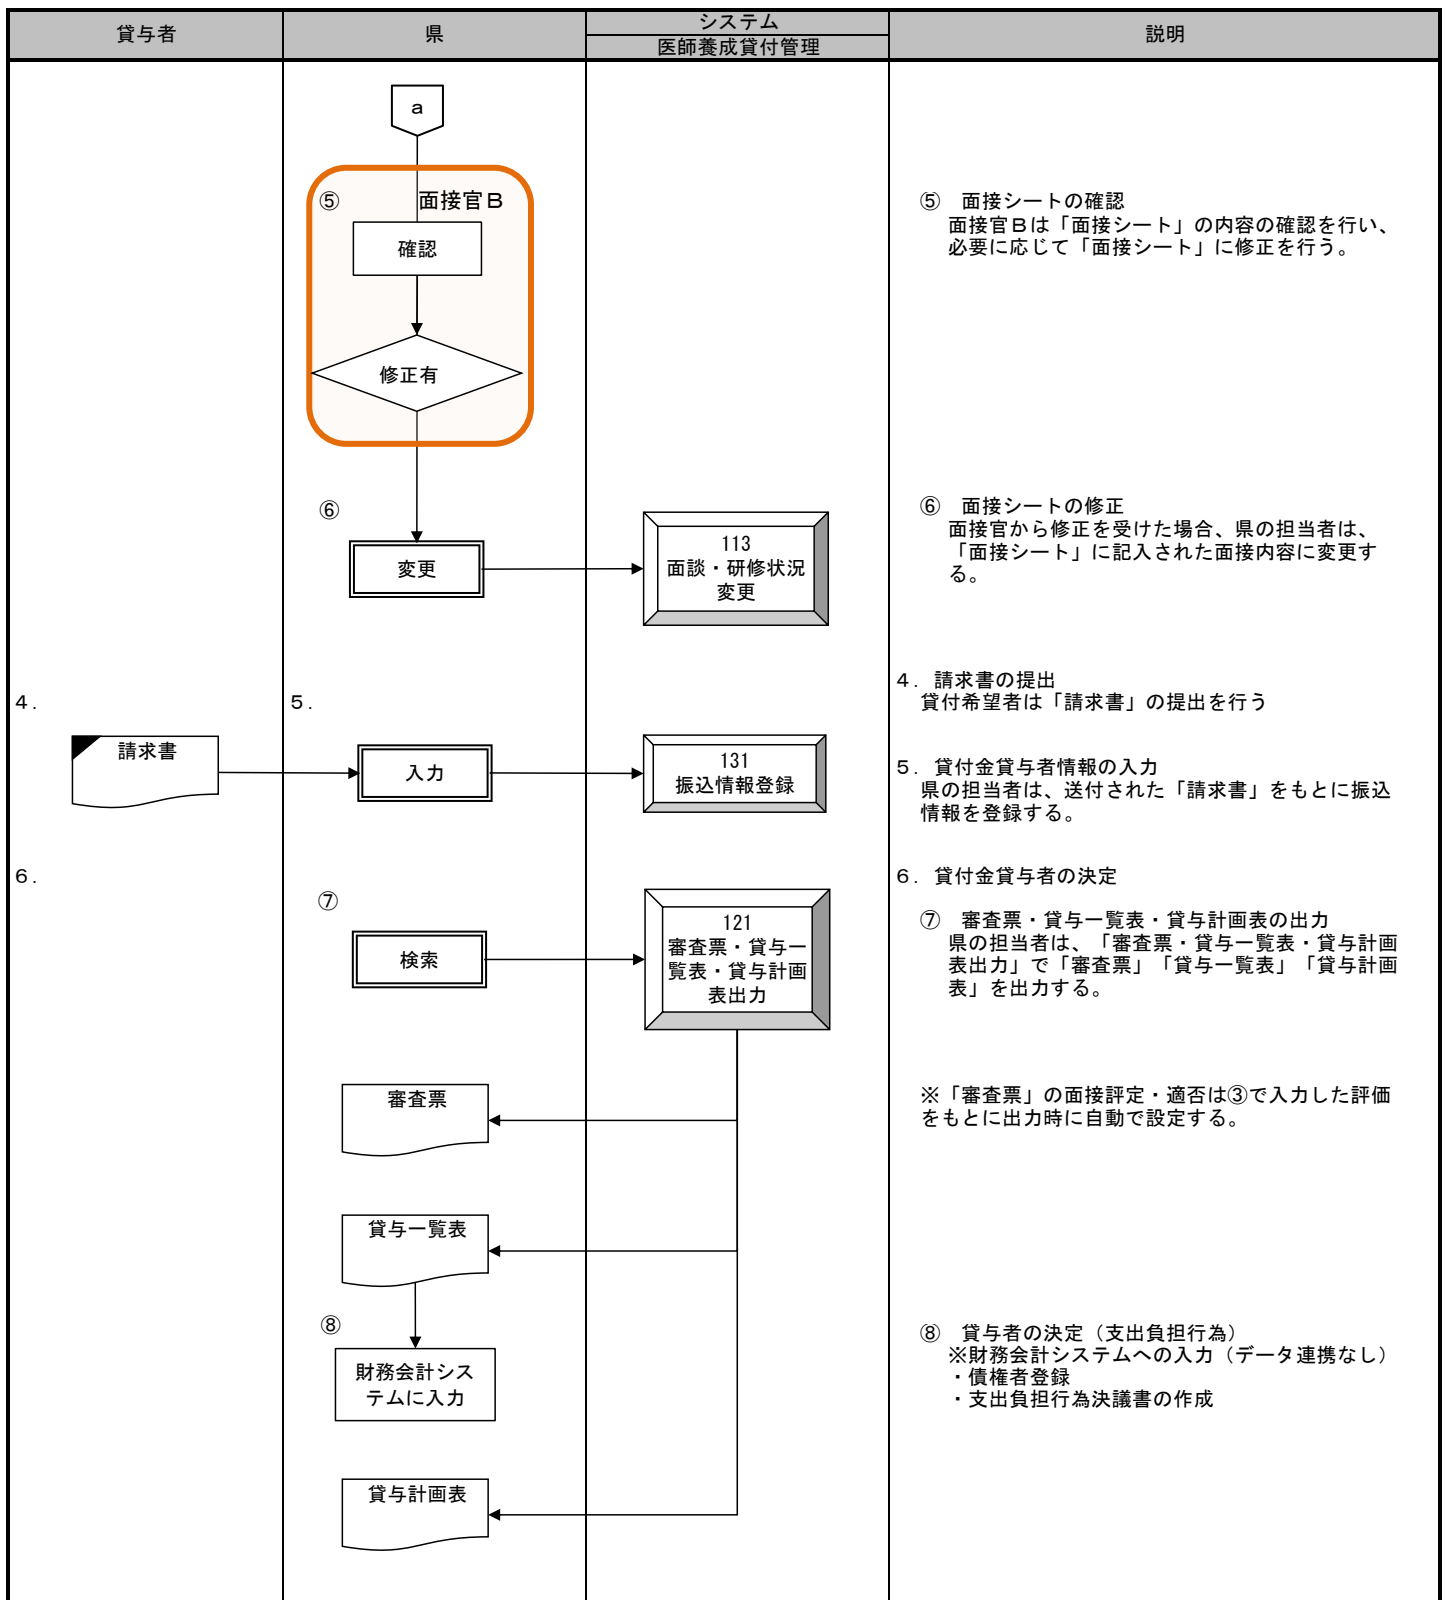 貸与者
県
システム
医師養成貸付管理
説明
a
⑤
面接官Ｂ
確認
修正有
⑤　面接シートの確認
面接官Ｂは「面接シート」の内容の確認を行い、
必要に応じて「面接シート」に修正を行う。
⑥
変更
113
面談・研修状況
変更
⑥　面接シートの修正
面接官から修正を受けた場合、県の担当者は、
「面接シート」に記入された面接内容に変更す
る。
４．
請求書
５．
入力
131
振込情報登録
４．請求書の提出
貸付希望者は「請求書」の提出を行う
５．貸付金貸与者情報の入力
県の担当者は、送付された「請求書」をもとに振込
情報を登録する。
６．
⑦
検索
121
審査票・貸与一
覧表・貸与計画
表出力
６．貸付金貸与者の決定
⑦　審査票・貸与一覧表・貸与計画表の出力
県の担当者は、「審査票・貸与一覧表・貸与計画
表出力」で「審査票」「貸与一覧表」「貸与計画
表」を出力する。
審査票
※「審査票」の面接評定・適否は③で入力した評価
をもとに出力時に自動で設定する。
貸与一覧表
⑧
財務会計シス
テムに入力
⑧　貸与者の決定（支出負担行為）
※財務会計システムへの入力（データ連携なし）
・債権者登録
・支出負担行為決議書の作成
貸与計画表